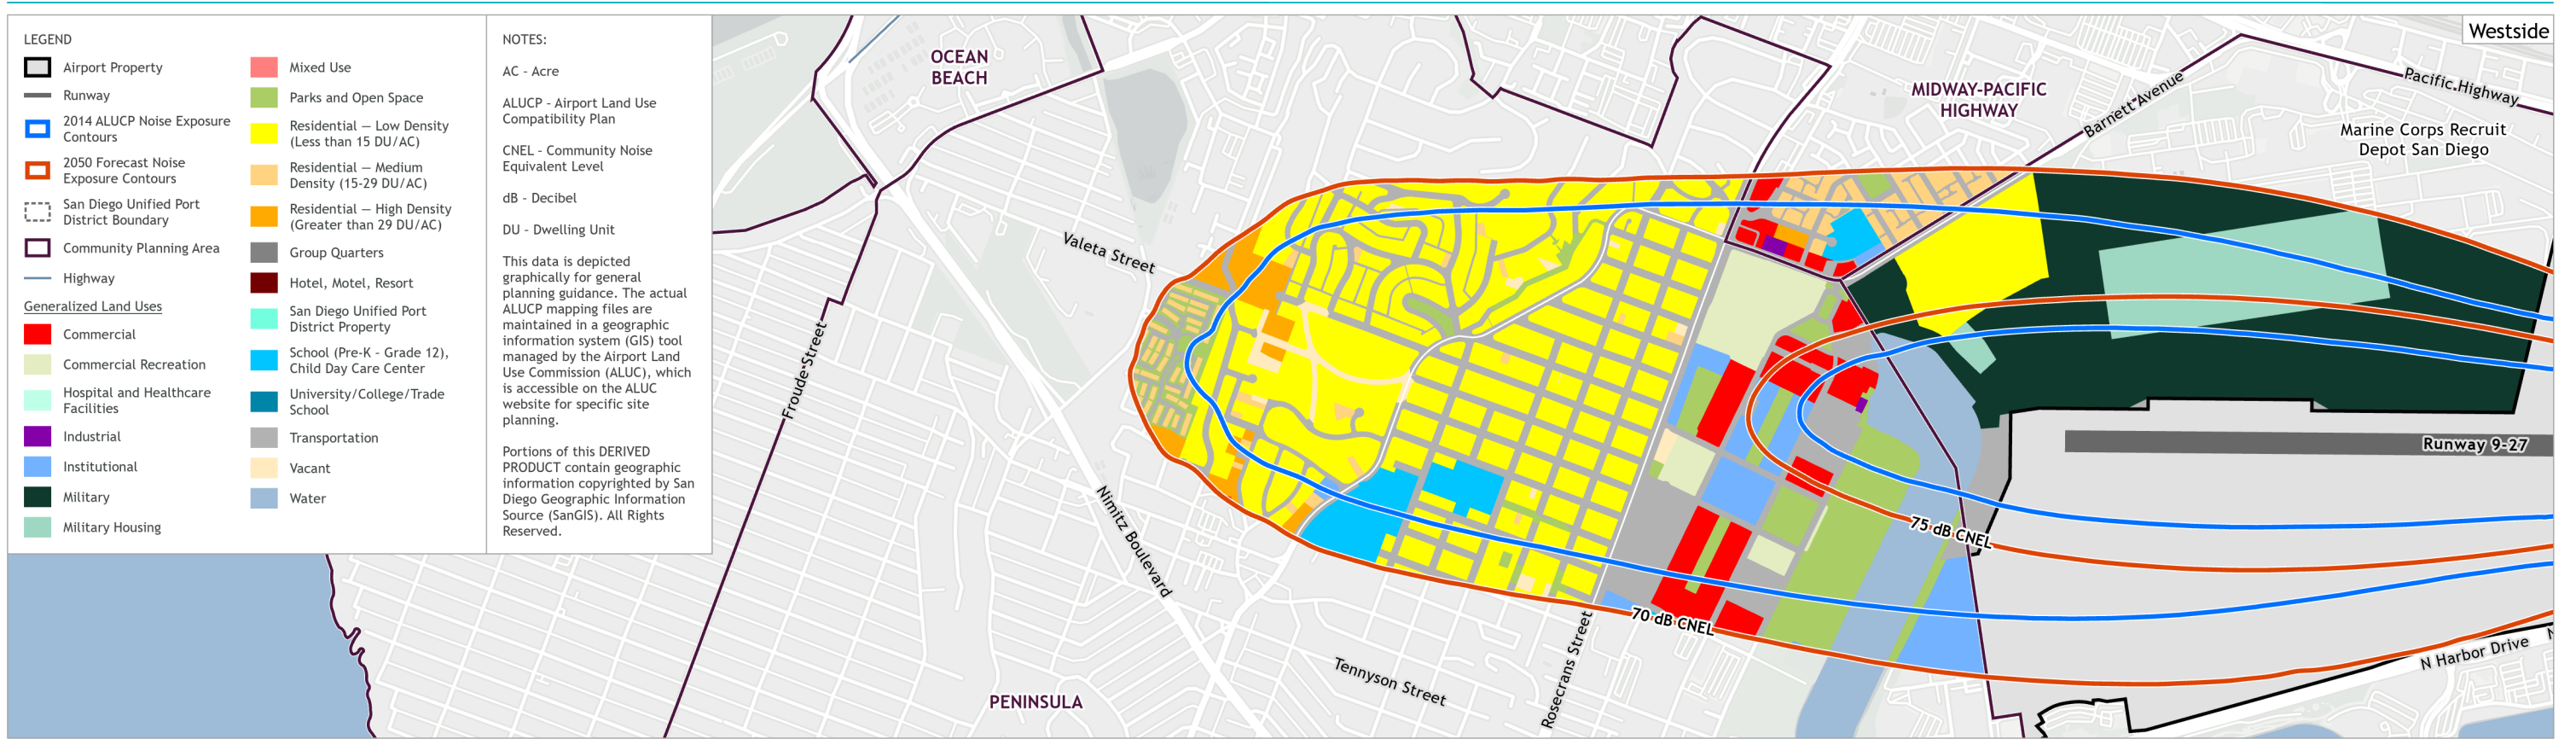 LEGEND
Airport Property
Runway
2014 ALUCP Noise Exposure
Contours
2050 Forecast Noise
Exposure Contours
San Diego Unified Port
District Boundary
Community Planning Area
Highway
Generalized Land Uses
Commercial
Commercial Recreation
Hospital and Healthcare
Facilities
Industrial
Institutional
Military
Military Housing
Mixed Use
Parks and Open Space
Residential — Low Density
(Less than 15 DU/AC)
Residential — Medium
Density (15-29 DU/AC)
Residential — High Density
(Greater than 29 DU/AC)
Group Quarters
Hotel, Motel, Resort
San Diego Unified Port
District Property
School (Pre-K - Grade 12),
Child Day Care Center
University/College/Trade
School
Transportation
Vacant
Water
NOTES:
AC - Acre
ALUCP - Airport Land Use
Compatibility Plan
CNEL - Community Noise
Equivalent Level
dB - Decibel
DU - Dwelling Unit
This data is depicted
graphically for general
planning guidance. The actual
ALUCP mapping files are
maintained in a geographic
information system (GIS) tool
managed by the Airport Land
Use Commission (ALUC), which
is accessible on the ALUC
website for specific site
planning.
Portions of this DERIVED
PRODUCT contain geographic
information copyrighted by San
Diego Geographic Information
Source (SanGIS). All Rights
Reserved.
Westside
OCEAN
BEACH
MIDWAY-PACIFIC
HIGHWAY
Barnett Avenue
Pacific Highway
Marine Corps Recruit
Depot San Diego
Valeta Street
Froude Street
Nimitz Boulevard
Runway 9-27
75 dB CNEL
70 dB CNEL
Rosecrans Street
Tennyson Street
N Harbor Drive
N
PENINSULA